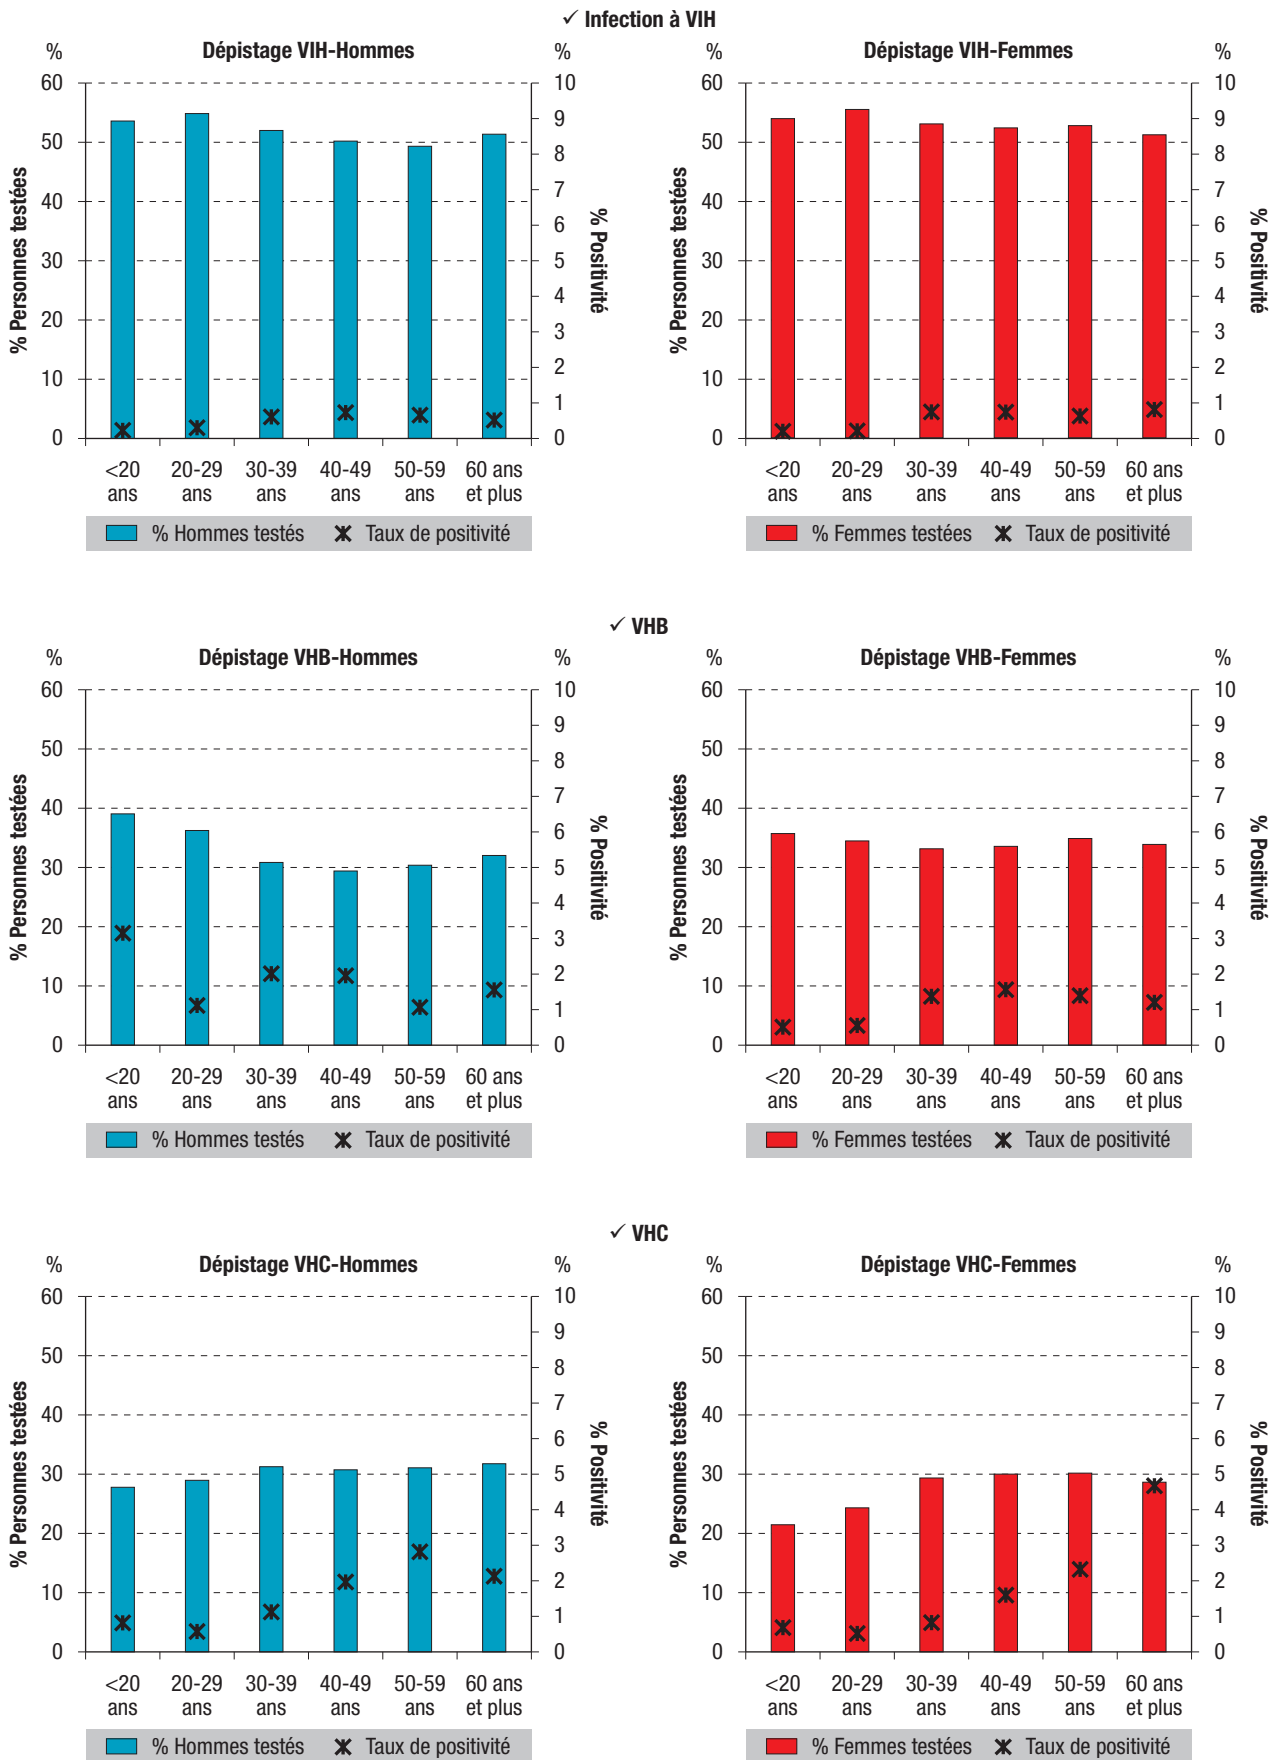 ✓ Infection à VIH
% Dépistage VIH-Hommes %
% Personnes testées
60
50
40
30
20
10
0
10
9
8
7
6
5
4
3
2
1
0
% Positivité
<20 20-29 30-39 40-49 50-59 60 ans
ans ans ans ans ans et plus
% Hommes testés Taux de positivité
% Dépistage VIH-Femmes %
% Personnes testées
60
50
40
30
20
10
0
10
9
8
7
6
5
4
3
2
1
0
% Positivité
<20 20-29 30-39 40-49 50-59 60 ans
ans ans ans ans ans et plus
% Femmes testées Taux de positivité
✓ VHB
% Dépistage VHB-Hommes %
% Personnes testées
60
50
40
30
20
10
0
10
9
8
7
6
5
4
3
2
1
0
% Positivité
<20 20-29 30-39 40-49 50-59 60 ans
ans ans ans ans ans et plus
% Hommes testés Taux de positivité
% Dépistage VHB-Femmes %
% Personnes testées
60
50
40
30
20
10
0
10
9
8
7
6
5
4
3
2
1
0
% Positivité
<20 20-29 30-39 40-49 50-59 60 ans
ans ans ans ans ans et plus
% Femmes testées Taux de positivité
✓ VHC
% Dépistage VHC-Hommes %
% Personnes testées
60
50
40
30
20
10
0
10
9
8
7
6
5
4
3
2
1
0
% Positivité
<20 20-29 30-39 40-49 50-59 60 ans
ans ans ans ans ans et plus
% Hommes testés Taux de positivité
% Dépistage VHC-Femmes %
% Personnes testées
60
50
40
30
20
10
0
10
9
8
7
6
5
4
3
2
1
0
% Positivité
<20 20-29 30-39 40-49 50-59 60 ans
ans ans ans ans ans et plus
% Femmes testées Taux de positivité